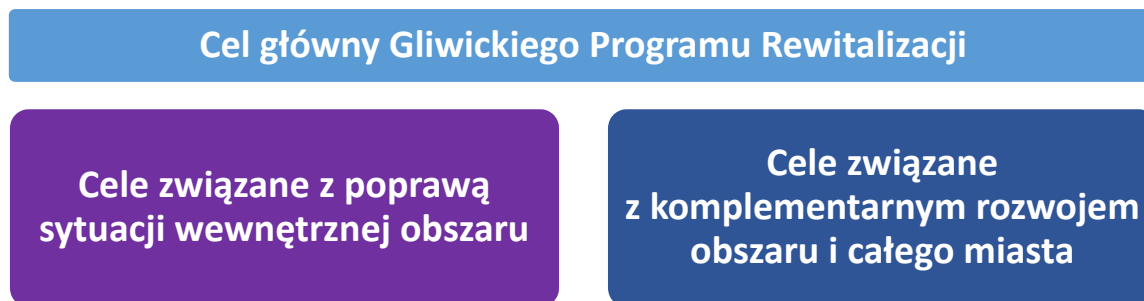 Cel główny Gliwickiego Programu Rewitalizacji
Cele związane z poprawą
sytuacji wewnętrznej obszaru
Cele związane
z komplementarnym rozwojem
obszaru i całego miasta